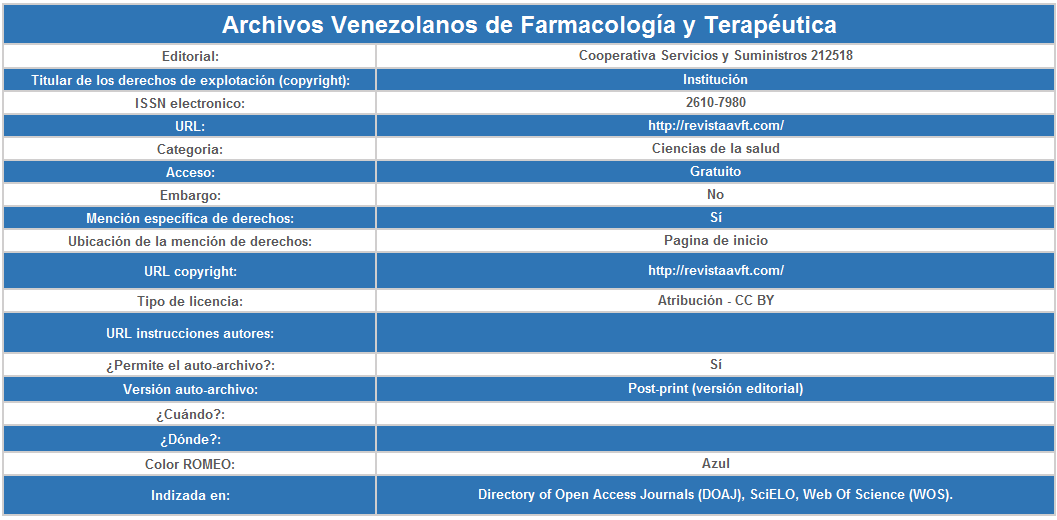 Archivos Venezolanos de Farmacología y Terapéutica
Editorial: Cooperativa Servicios y Suministros 212518
Titular de los derechos de explotación (copyright): Institución
ISSN electronico: 2610-7980
URL: http://revistaavft.com/
Categoria: Ciencias de la salud
Acceso: Gratuito
Embargo: No
Mención específica de derechos: Sí
Ubicación de la mención de derechos: Pagina de inicio
URL copyright: http://revistaavft.com/
Tipo de licencia: Atribución - CC BY
URL instrucciones autores:
¿Permite el auto-archivo?: Sí
Versión auto-archivo: Post-print (versión editorial)
¿Cuándo?:
¿Dónde?:
Color ROMEO: Azul
Indizada en: Directory of Open Access Journals (DOAJ), SciELO, Web Of Science (WOS).